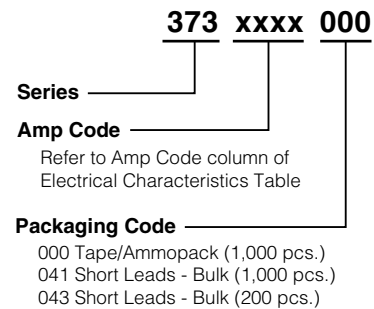 373 xxxx 000
Series
Amp Code
Refer to Amp Code column of
Electrical Characteristics Table
Packaging Code
000 Tape/Ammopack (1,000 pcs.)
041 Short Leads - Bulk (1,000 pcs.)
043 Short Leads - Bulk (200 pcs.)